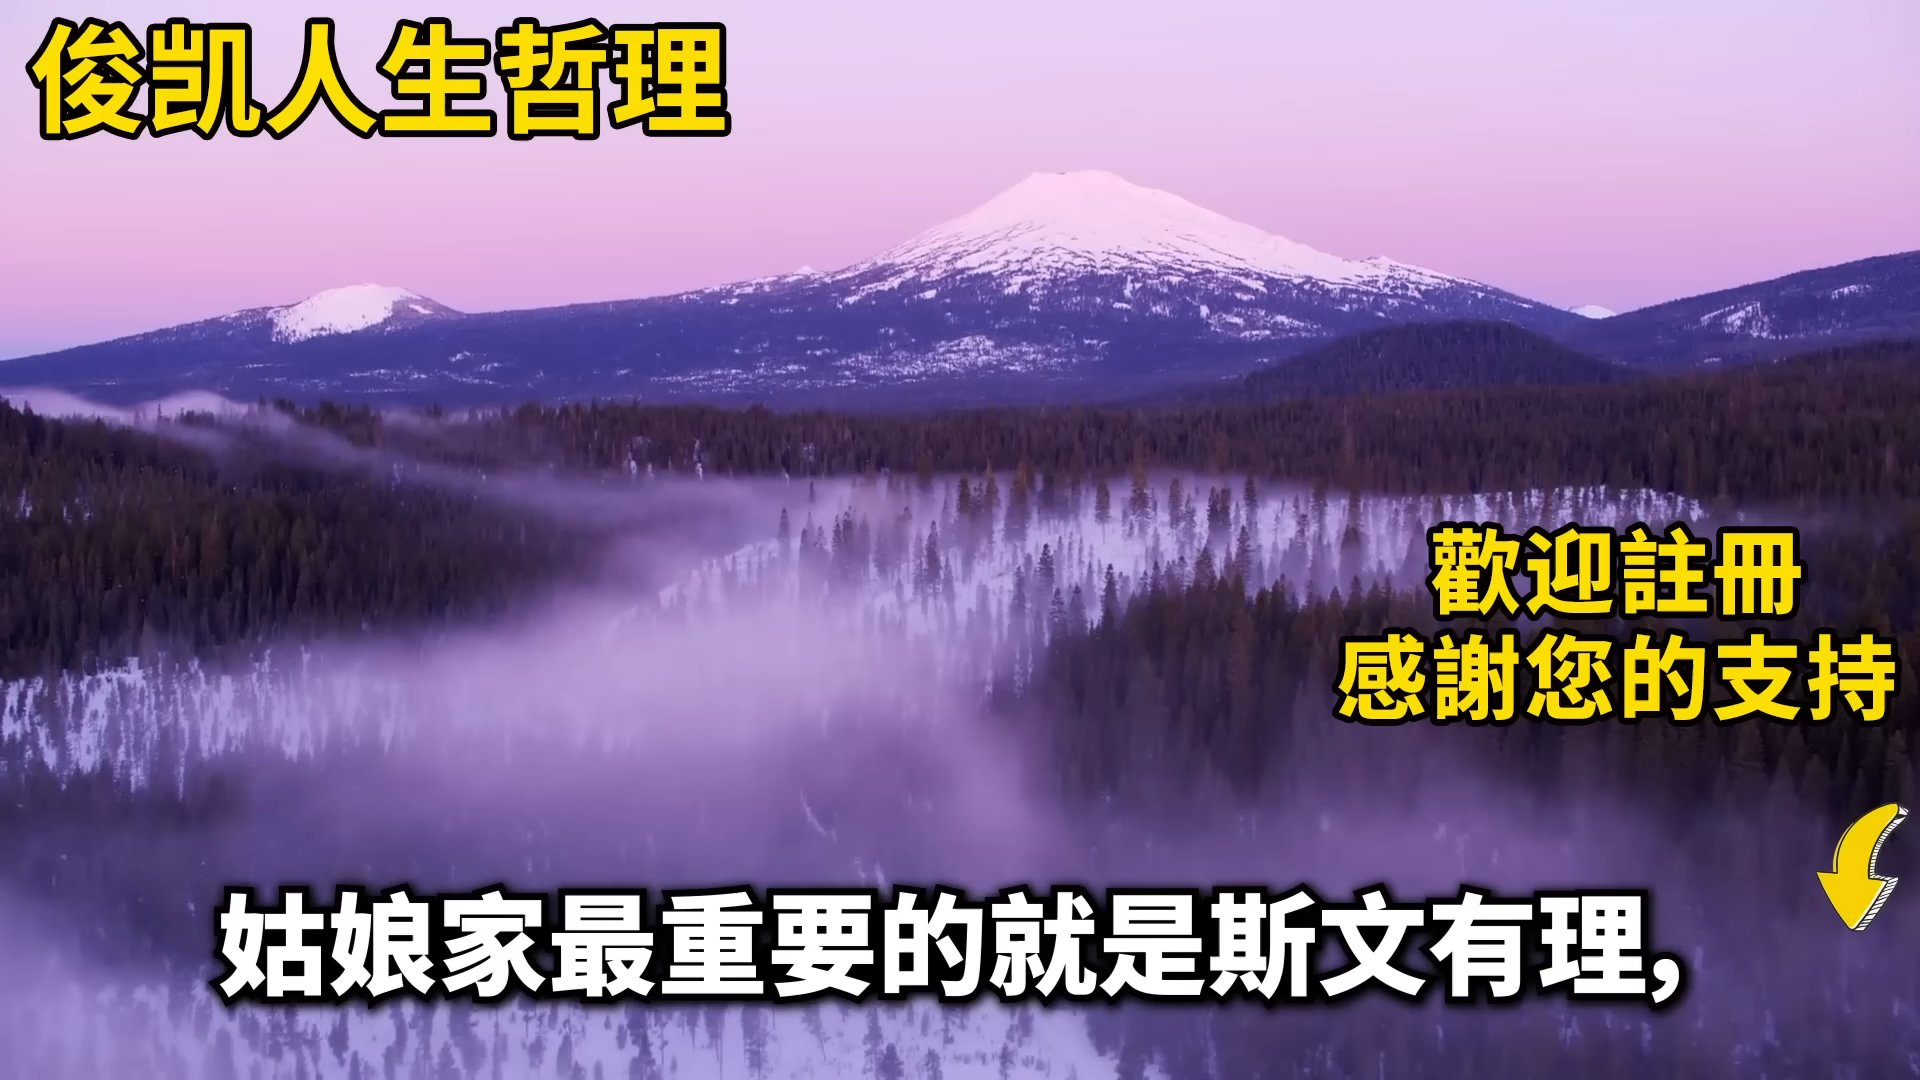 俊凯人生哲理
歡迎註冊
感謝您的支持
姑娘家最重要的就是斯文有理,